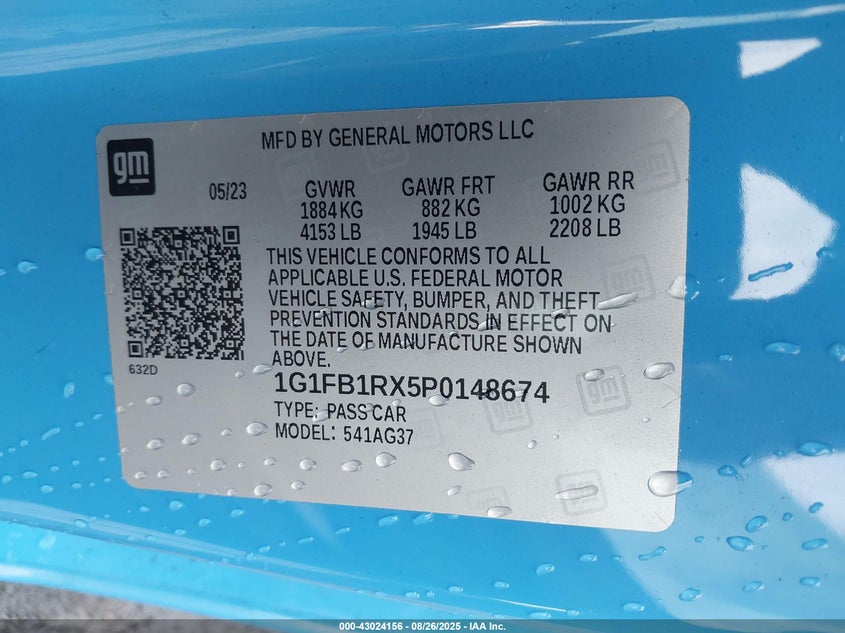 gm
MFD BY GENERAL MOTORS LLC
05/23
GVWR GAWR FRT GAWR RR
1884 KG 882 KG 1002 KG
4153 LB 1945 LB 2208 LB
THIS VEHICLE CONFORMS TO ALL
APPLICABLE U.S. FEDERAL MOTOR
VEHICLE SAFETY, BUMPER, AND THEFT
PREVENTION STANDARDS IN EFFECT ON
THE DATE OF MANUFACTURE SHOWN
ABOVE.
632D
1G1FB1RX5P0148674
TYPE: PASS CAR
MODEL: 541AG37
000-43024156 - 08/26/2025 - IAA Inc.